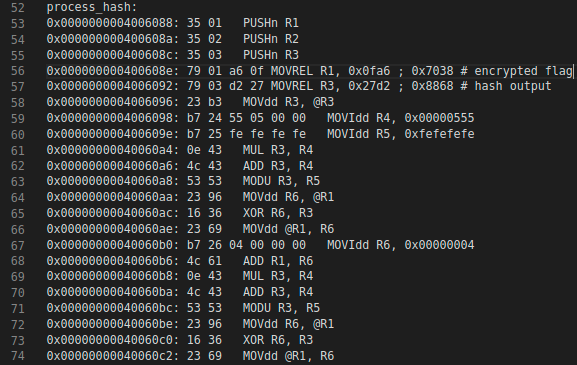 52 process_hash:
53 0x0000000004006088: 35 01 PUSHn R1
54 0x000000000400608a: 35 02 PUSHn R2
55 0x000000000400608c: 35 03 PUSHn R3
56 0x000000000400608e: 79 01 a6 0f MOVREL R1, 0x0fa6 ; 0x7038 # encrypted flag
57 0x0000000004006092: 79 03 d2 27 MOVREL R3, 0x27d2 ; 0x8868 # hash output
58 0x0000000004006096: 23 b3 MOVdd R3, @R3
59 0x0000000004006098: b7 24 55 05 00 00 MOVIdd R4, 0x00000555
60 0x000000000400609e: b7 25 fe fe fe fe MOVIdd R5, 0xfefefefe
61 0x00000000040060a4: 0e 43 MUL R3, R4
62 0x00000000040060a6: 4c 43 ADD R3, R4
63 0x00000000040060a8: 53 53 MODU R3, R5
64 0x00000000040060aa: 23 96 MOVdd R6, @R1
65 0x00000000040060ac: 16 36 XOR R6, R3
66 0x00000000040060ae: 23 69 MOVdd @R1, R6
67 0x00000000040060b0: b7 26 04 00 00 00 MOVIdd R6, 0x00000004
68 0x00000000040060b6: 4c 61 ADD R1, R6
69 0x00000000040060b8: 0e 43 MUL R3, R4
70 0x00000000040060ba: 4c 43 ADD R3, R4
71 0x00000000040060bc: 53 53 MODU R3, R5
72 0x00000000040060be: 23 96 MOVdd R6, @R1
73 0x00000000040060c0: 16 36 XOR R6, R3
74 0x00000000040060c2: 23 69 MOVdd @R1, R6